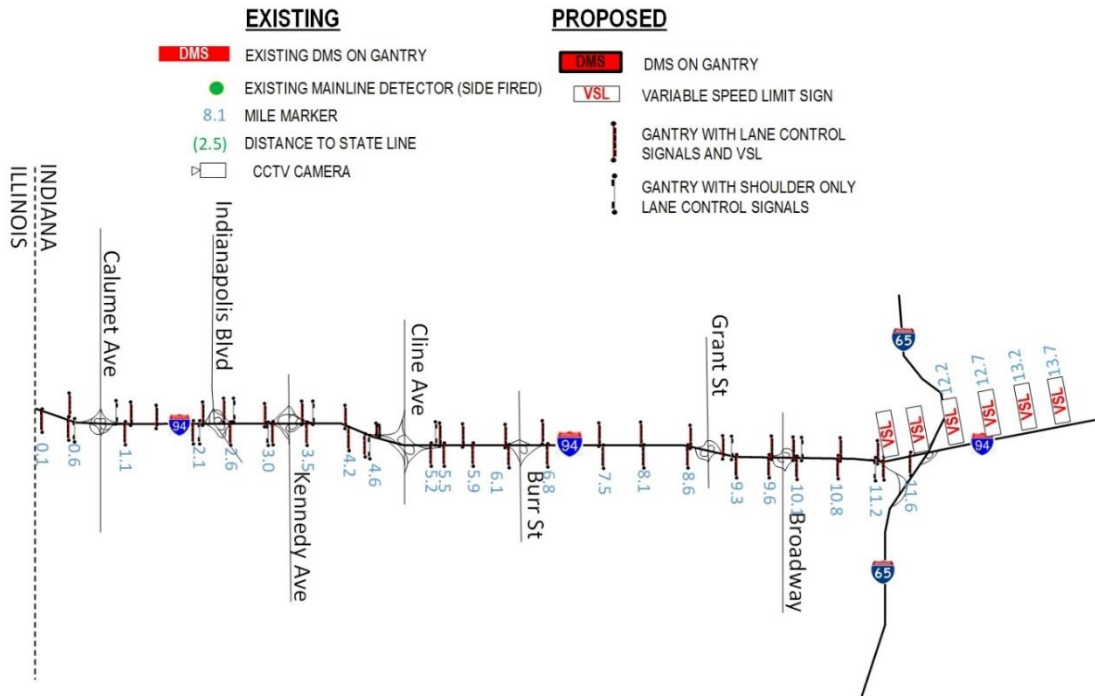 EXISTING
DMS
EXISTING DMS ON GANTRY
EXISTING MAINLINE DETECTOR (SIDE FIRED)
8.1
MILE MARKER
(2.5)
DISTANCE TO STATE LINE
CCTV CAMERA
PROPOSED
DMS
DMS ON GANTRY
VSL
VARIABLE SPEED LIMIT SIGN
GANTRY WITH LANE CONTROL
SIGNALS AND VSL
GANTRY WITH SHOULDER ONLY
LANE CONTROL SIGNALS
ILLINOIS
INDIANA
Calumet Ave
Indianapolis Blvd
Kennedy Ave
Cline Ave
Burr St
Grant St
Broadway
94
94
94
65
65
0.1
0.6
1.1
2.1
2.6
3.0
3.5
4.2
4.6
5.2
5.5
5.9
6.1
6.8
7.5
8.1
8.6
9.3
9.6
10.1
10.8
11.2
11.6
12.2
12.7
13.2
13.7
VSL
VSL
VSL
VSL
VSL
VSL